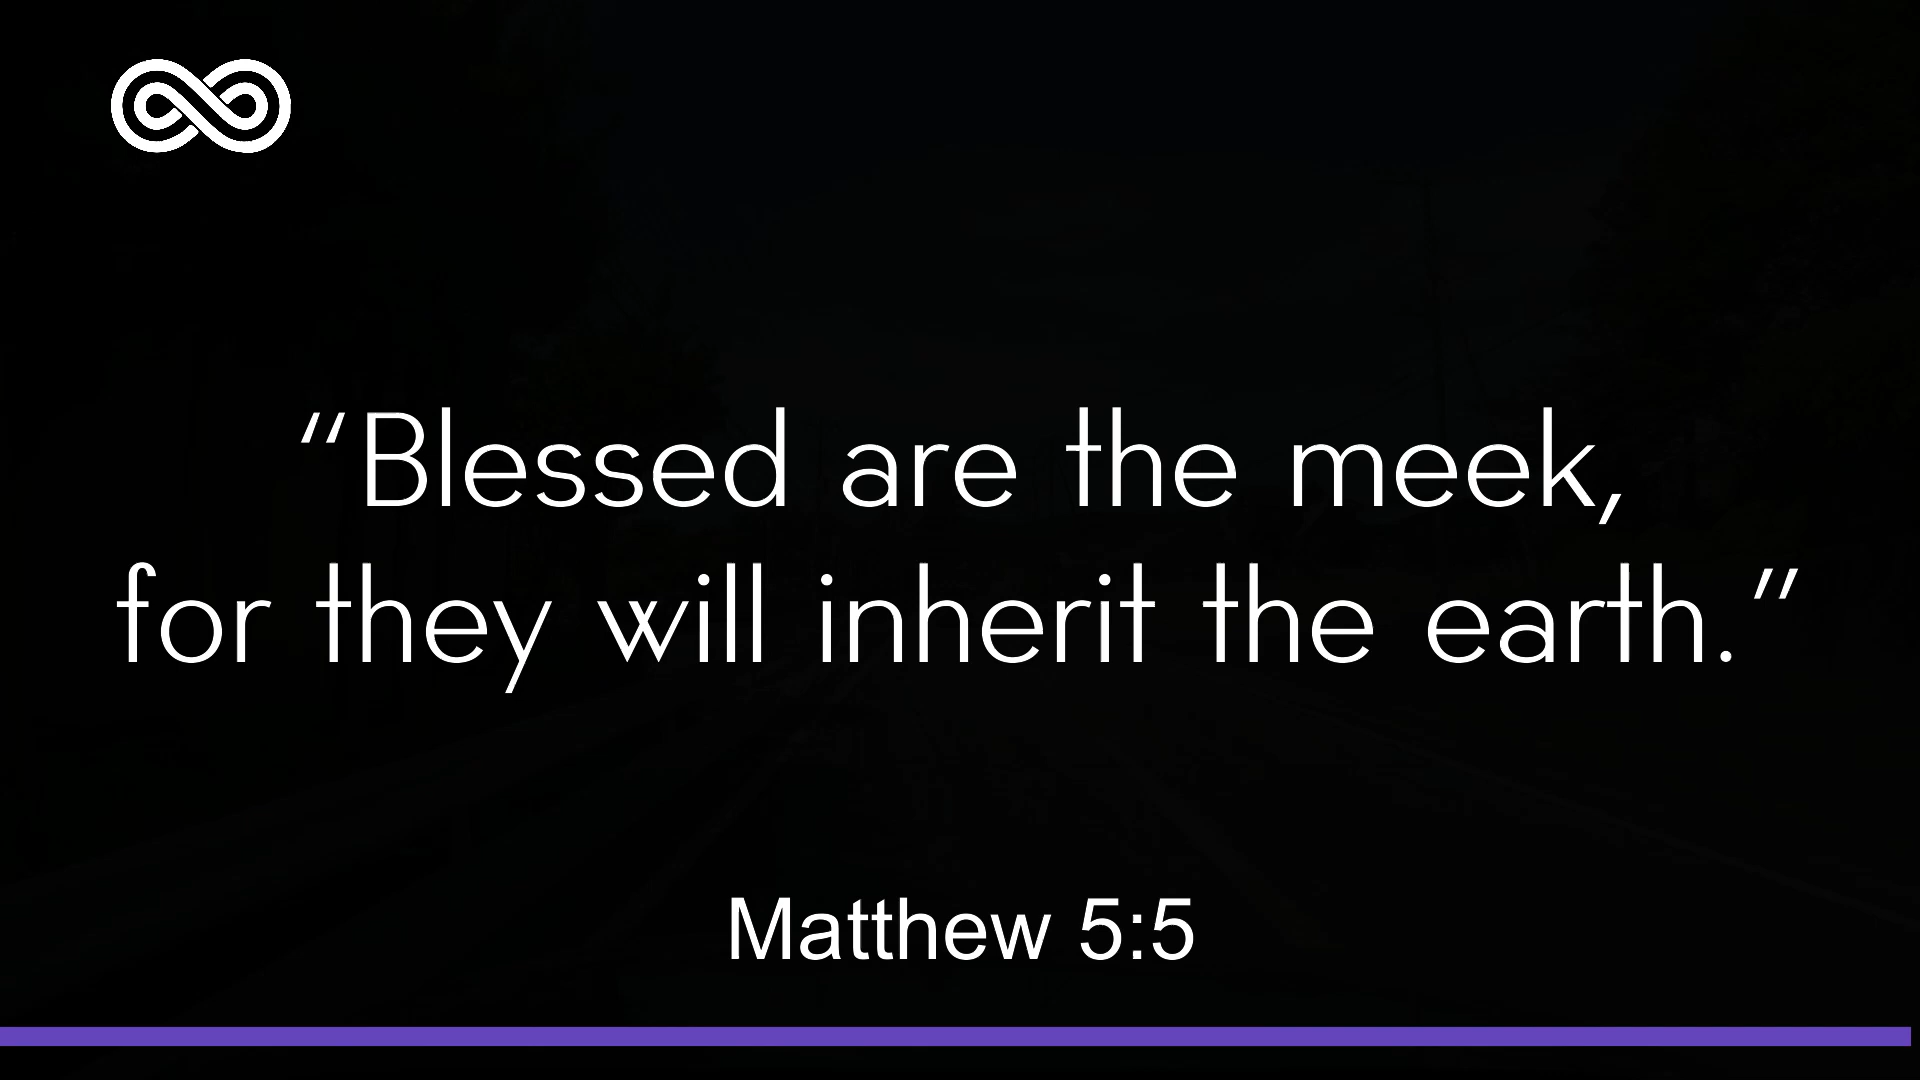 “Blessed are the meek,
for they will inherit the earth.”
Matthew 5:5